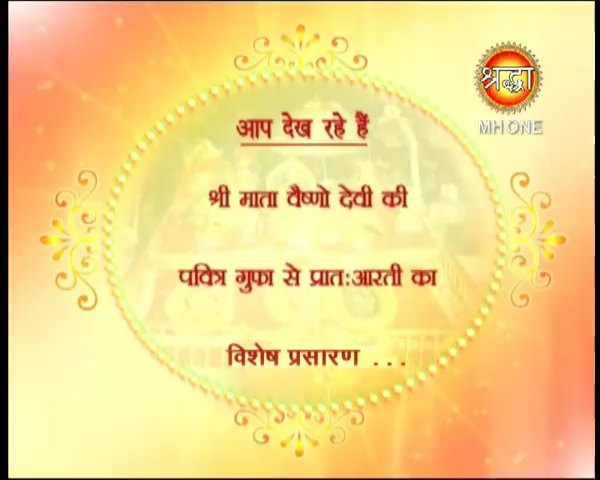 श्रद्धा
MH ONE
आप देख रहे हैं
श्री माता वैष्णो देवी की
पवित्र गुफा से प्रात:आरती का
विशेष प्रसारण ...